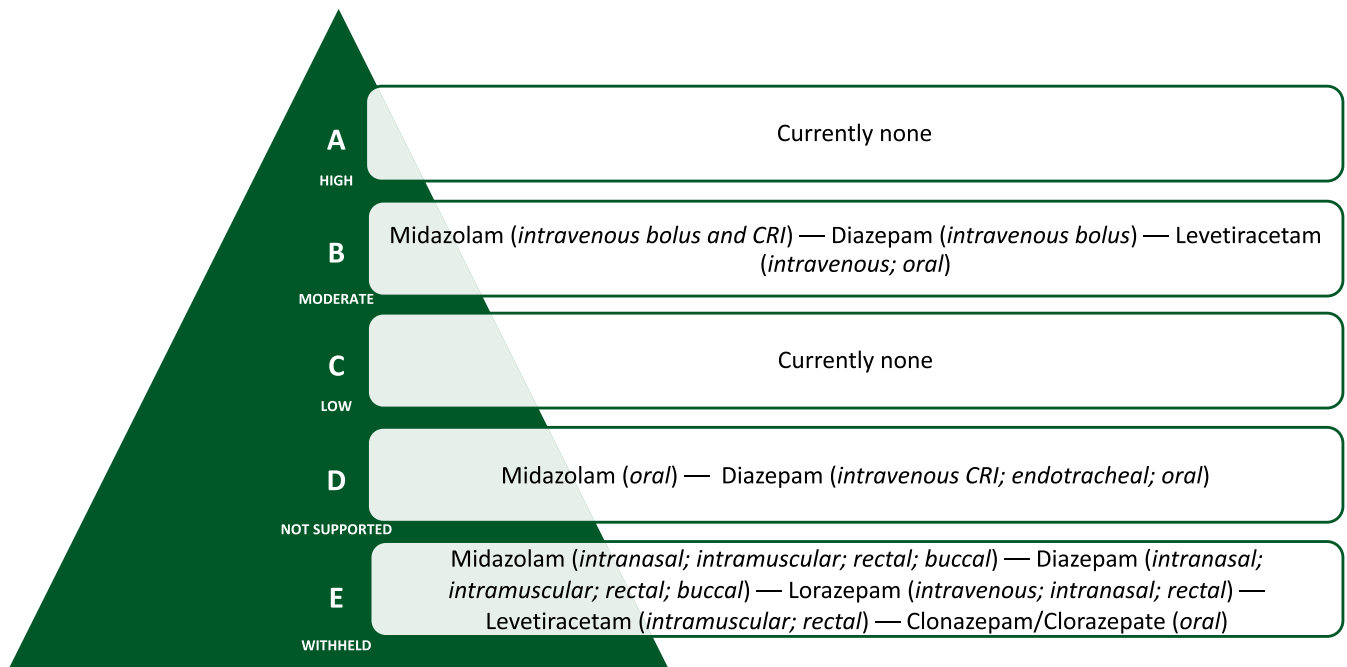 A
HIGH
Currently none
B
MODERATE
Midazolam (intravenous bolus and CRI) — Diazepam (intravenous bolus) — Levetiracetam
(intravenous; oral)
C
LOW
Currently none
D
NOT SUPPORTED
Midazolam (oral) — Diazepam (intravenous CRI; endotracheal; oral)
E
WITHHELD
Midazolam (intranasal; intramuscular; rectal; buccal) — Diazepam (intranasal;
intramuscular; rectal; buccal) — Lorazepam (intravenous; intranasal; rectal) —
Levetiracetam (intramuscular; rectal) — Clonazepam/Clorazepate (oral)